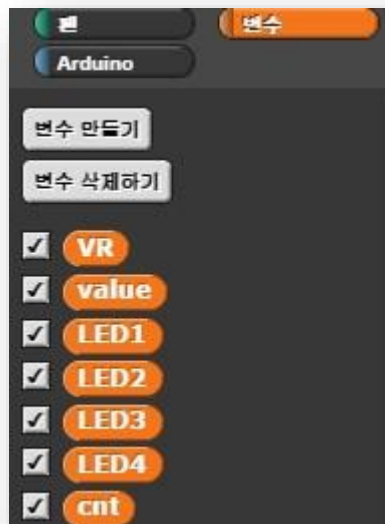 펜 변수
Arduino
변수 만들기
변수 삭제하기
VR
value
LED1
LED2
LED3
LED4
cnt